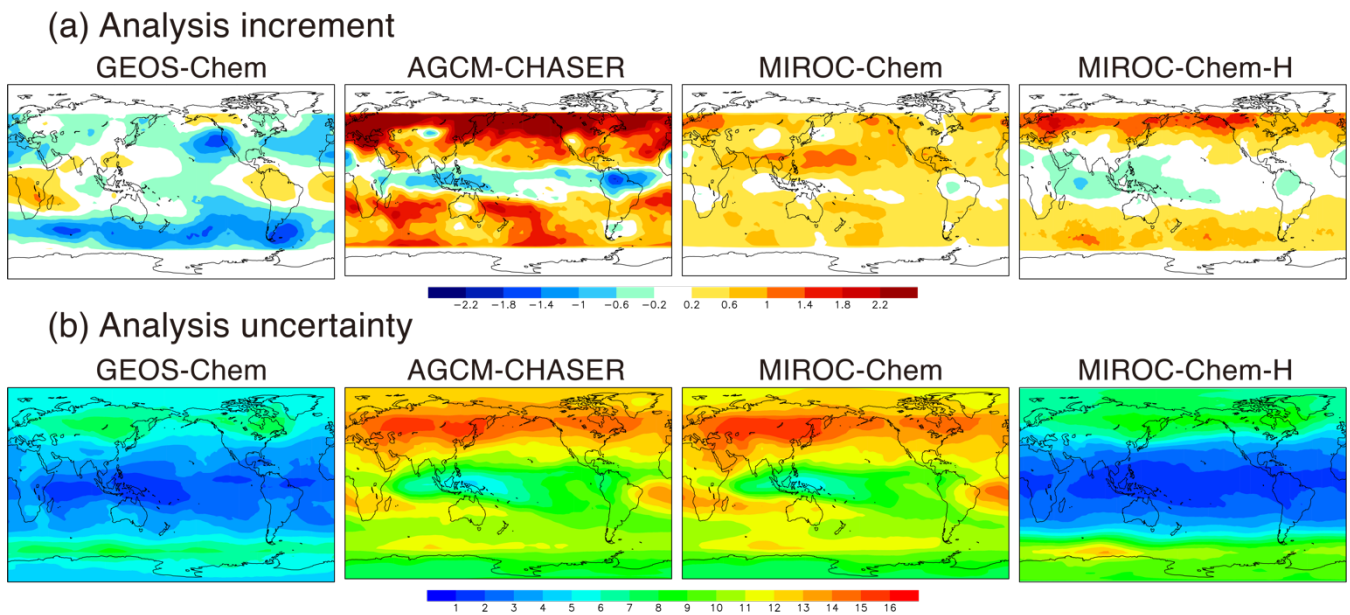 (a) Analysis increment
GEOS-Chem AGCM-CHASER MIROC-Chem MIROC-Chem-H
-2.2 -1.8 -1.4 -1 -0.6 -0.2 0.2 0.6 1 1.4 1.8 2.2
(b) Analysis uncertainty
GEOS-Chem AGCM-CHASER MIROC-Chem MIROC-Chem-H
1 2 3 4 5 6 7 8 9 10 11 12 13 14 15 16